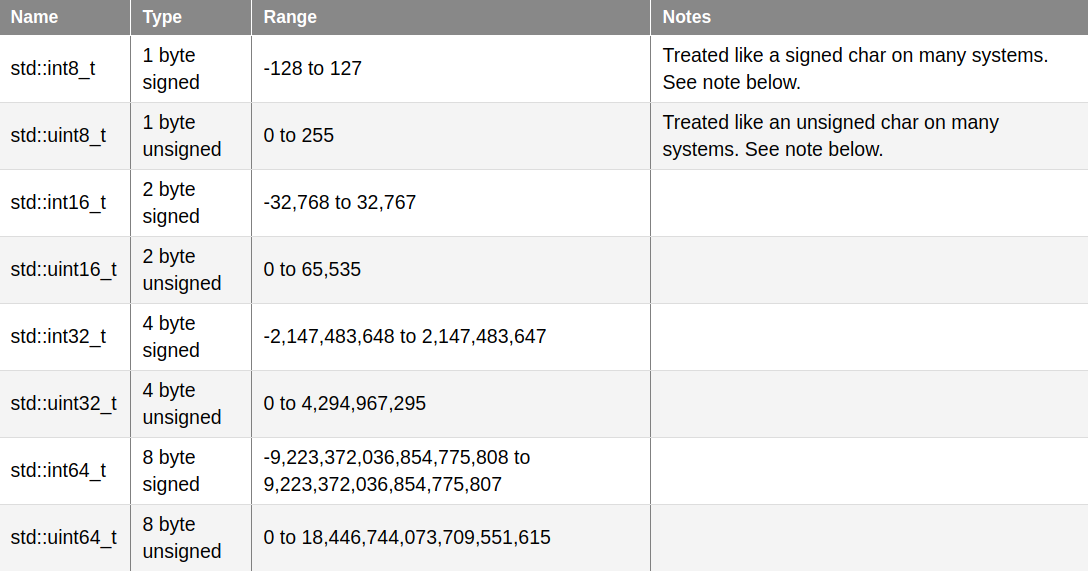 Name Type Range Notes
std::int8_t 1 byte signed -128 to 127 Treated like a signed char on many systems. See note below.
std::uint8_t 1 byte unsigned 0 to 255 Treated like an unsigned char on many systems. See note below.
std::int16_t 2 byte signed -32,768 to 32,767
std::uint16_t 2 byte unsigned 0 to 65,535
std::int32_t 4 byte signed -2,147,483,648 to 2,147,483,647
std::uint32_t 4 byte unsigned 0 to 4,294,967,295
std::int64_t 8 byte signed -9,223,372,036,854,775,808 to 9,223,372,036,854,775,807
std::uint64_t 8 byte unsigned 0 to 18,446,744,073,709,551,615